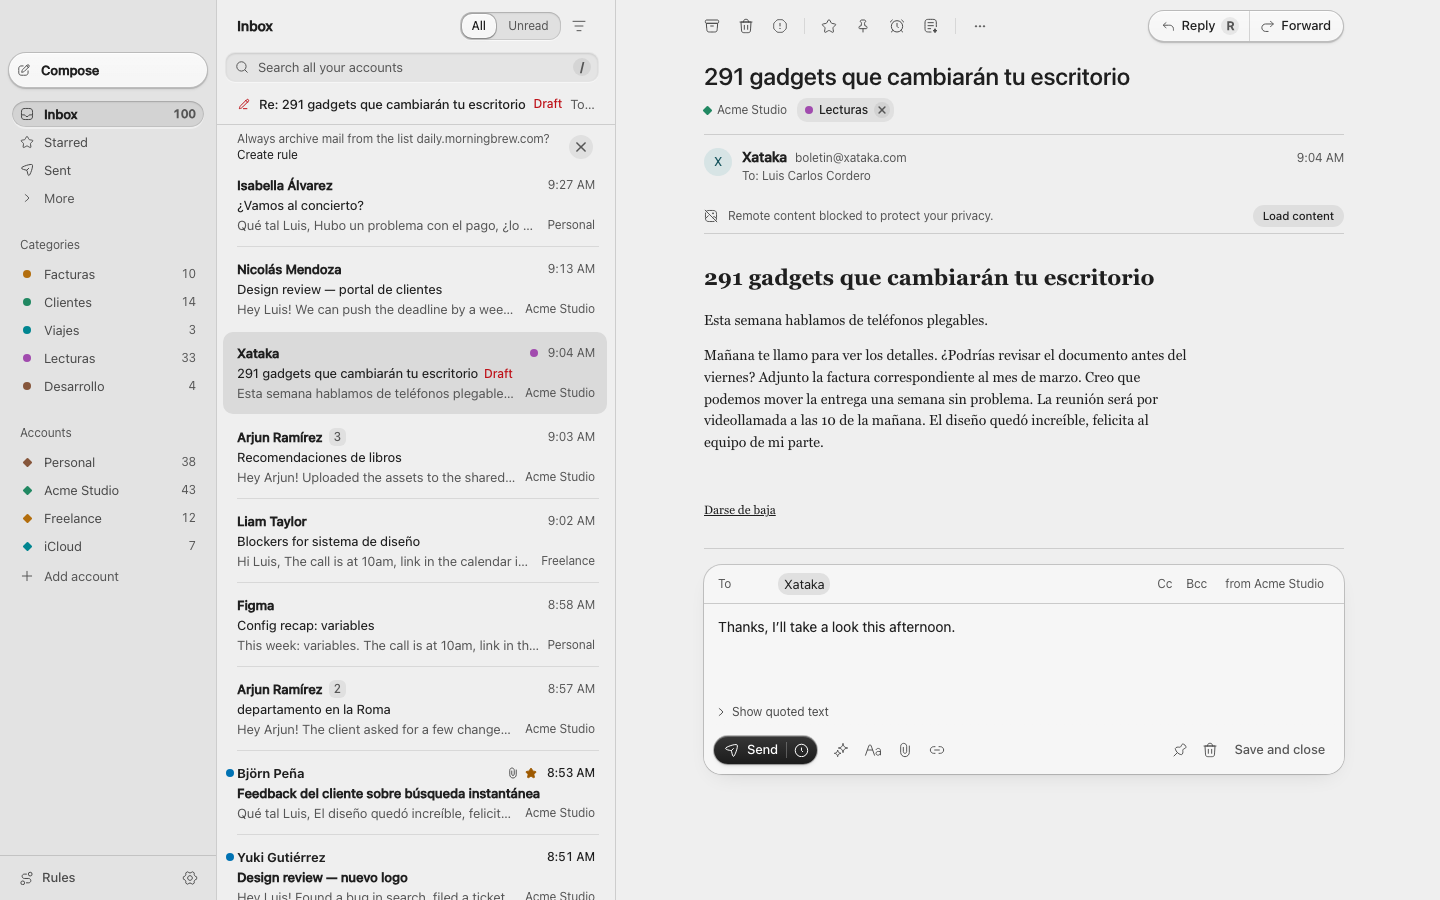 Compose
Inbox 100
Starred
Sent
More
Categories
Facturas 10
Clientes 14
Viajes 3
Lecturas 33
Desarrollo 4
Accounts
Personal 38
Acme Studio 43
Freelance 12
iCloud 7
Add account
Rules
Inbox
All Unread
Search all your accounts /
Re: 291 gadgets que cambiarán tu escritorio Draft To...
Always archive mail from the list daily.morningbrew.com?
Create rule
Isabella Álvarez 9:27 AM
¿Vamos al concierto?
Qué tal Luis, Hubo un problema con el pago, ¿lo ... Personal
Nicolás Mendoza 9:13 AM
Design review — portal de clientes
Hey Luis! We can push the deadline by a wee... Acme Studio
Xataka 9:04 AM
291 gadgets que cambiarán tu escritorio Draft
Esta semana hablamos de teléfonos plegable... Acme Studio
Arjun Ramírez 3 9:03 AM
Recomendaciones de libros
Hey Arjun! Uploaded the assets to the shared... Acme Studio
Liam Taylor 9:02 AM
Blockers for sistema de diseño
Hi Luis, The call is at 10am, link in the calendar i... Freelance
Figma 8:58 AM
Config recap: variables
This week: variables. The call is at 10am, link in th... Personal
Arjun Ramírez 2 8:57 AM
departamento en la Roma
Hey Arjun! The client asked for a few change... Acme Studio
Björn Peña 8:53 AM
Feedback del cliente sobre búsqueda instantánea
Qué tal Luis, El diseño quedó increíble, felicit... Acme Studio
Yuki Gutiérrez 8:51 AM
Design review — nuevo logo
Hey Luis! Found a bug in search, filed a ticket Acme Studio
Reply R Forward
291 gadgets que cambiarán tu escritorio
Acme Studio Lecturas
X Xataka boletin@xataka.com 9:04 AM
To: Luis Carlos Cordero
Remote content blocked to protect your privacy. Load content
291 gadgets que cambiarán tu escritorio
Esta semana hablamos de teléfonos plegables.
Mañana te llamo para ver los detalles. ¿Podrías revisar el documento antes del
viernes? Adjunto la factura correspondiente al mes de marzo. Creo que
podemos mover la entrega una semana sin problema. La reunión será por
videollamada a las 10 de la mañana. El diseño quedó increíble, felicita al
equipo de mi parte.
Darse de baja
To Xataka Cc Bcc from Acme Studio
Thanks, I’ll take a look this afternoon.
Show quoted text
Send Aa Save and close